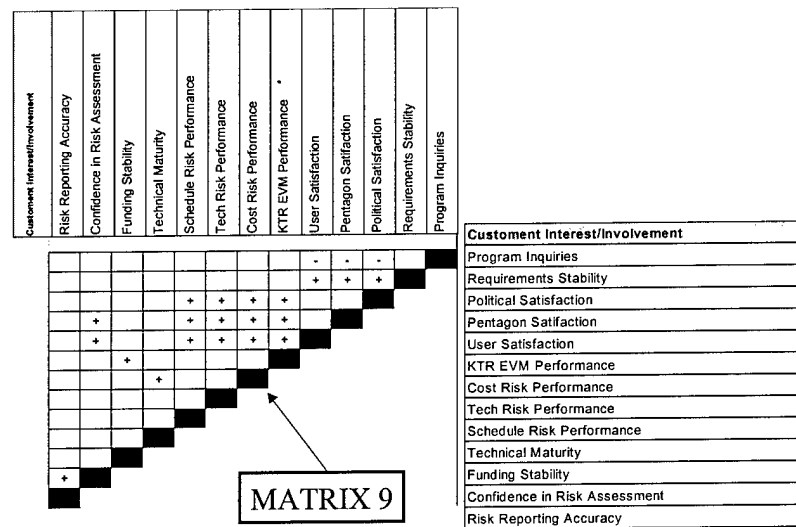 Customent Interest/Involvement
Risk Reporting Accuracy
Confidence in Risk Assessment
Funding Stability
Technical Maturity
Schedule Risk Performance
Tech Risk Performance
Cost Risk Performance
KTR EVM Performance
User Satisfaction
Pentagon Satifaction
Political Satisfaction
Requirements Stability
Program Inquiries
- - -
+ + +
+ + + +
+ + + + +
+ + + + +
+
+
+
MATRIX 9
Customent Interest/Involvement
Program Inquiries
Requirements Stability
Political Satisfaction
Pentagon Satifaction
User Satisfaction
KTR EVM Performance
Cost Risk Performance
Tech Risk Performance
Schedule Risk Performance
Technical Maturity
Funding Stability
Confidence in Risk Assessment
Risk Reporting Accuracy